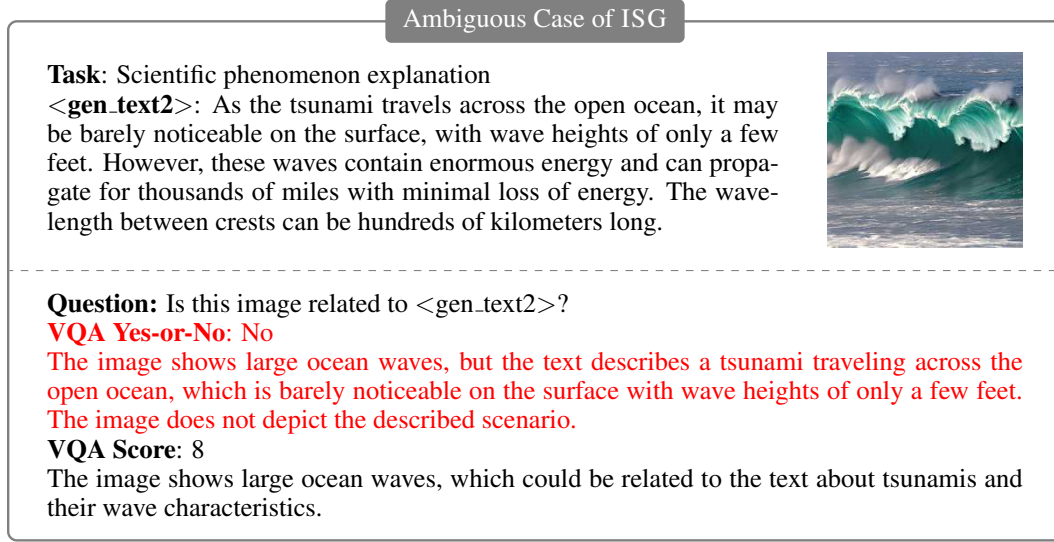 Ambiguous Case of ISG
Task: Scientific phenomenon explanation
<gen_text2>: As the tsunami travels across the open ocean, it may
be barely noticeable on the surface, with wave heights of only a few
feet. However, these waves contain enormous energy and can propa-
gate for thousands of miles with minimal loss of energy. The wave-
length between crests can be hundreds of kilometers long.
Question: Is this image related to <gen_text2>?
VQA Yes-or-No: No
The image shows large ocean waves, but the text describes a tsunami traveling across the
open ocean, which is barely noticeable on the surface with wave heights of only a few feet.
The image does not depict the described scenario.
VQA Score: 8
The image shows large ocean waves, which could be related to the text about tsunamis and
their wave characteristics.